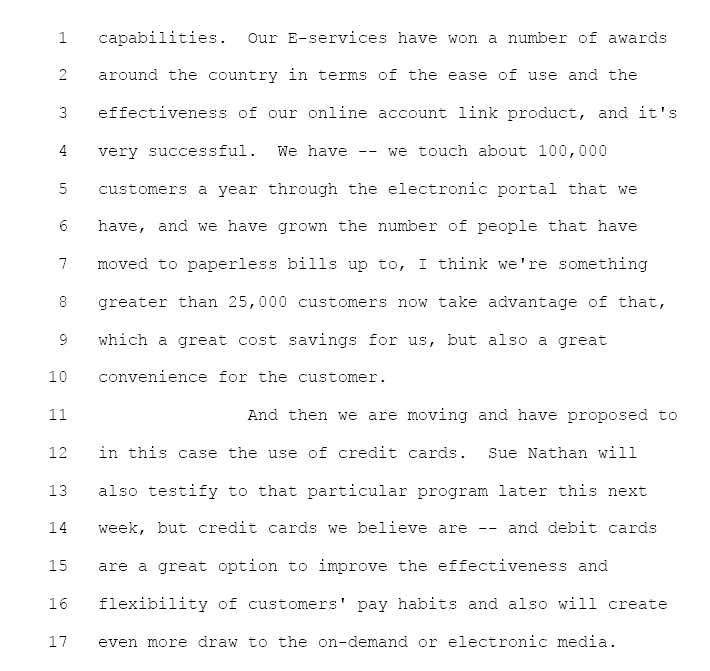 1 capabilities.  Our E-services have won a number of awards
2 around the country in terms of the ease of use and the
3 effectiveness of our online account link product, and it's
4 very successful.  We have -- we touch about 100,000
5 customers a year through the electronic portal that we
6 have, and we have grown the number of people that have
7 moved to paperless bills up to, I think we're something
8 greater than 25,000 customers now take advantage of that,
9 which a great cost savings for us, but also a great
10 convenience for the customer.
11 And then we are moving and have proposed to
12 in this case the use of credit cards.  Sue Nathan will
13 also testify to that particular program later this next
14 week, but credit cards we believe are -- and debit cards
15 are a great option to improve the effectiveness and
16 flexibility of customers' pay habits and also will create
17 even more draw to the on-demand or electronic media.